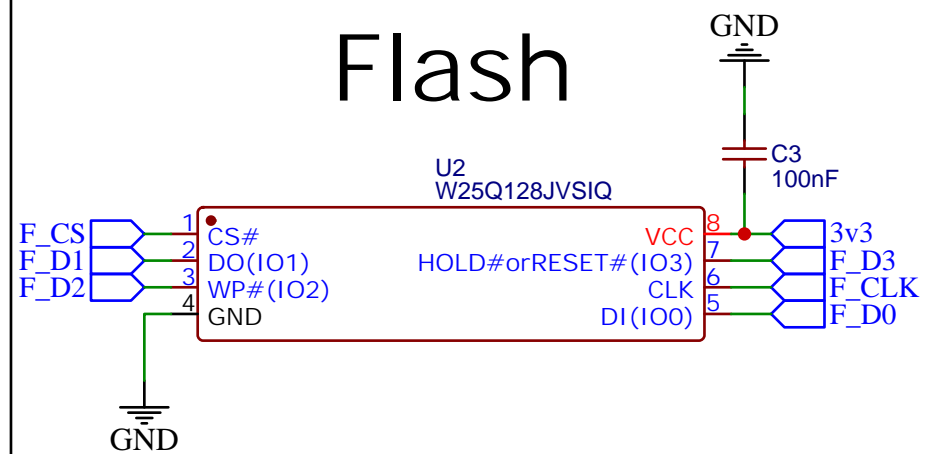 Flash
GND
C3
100nF
U2
W25Q128JVSIQ
F_CS 1 CS# VCC 8 3v3
F_D1 2 DO(IO1) HOLD#orRESET#(IO3) 7 F_D3
F_D2 3 WP#(IO2) CLK 6 F_CLK
4 GND DI(IO0) 5 F_D0
GND